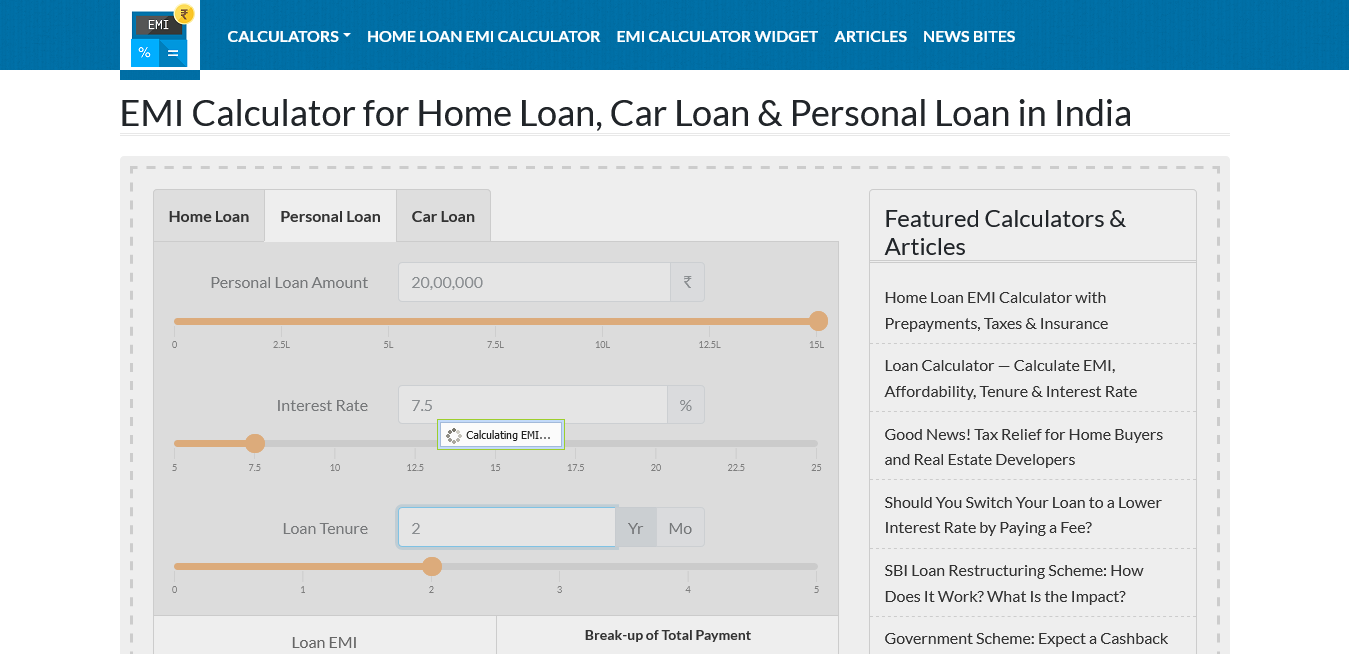 EMI
₹
%
=
CALCULATORS
HOME LOAN EMI CALCULATOR
EMI CALCULATOR WIDGET
ARTICLES
NEWS BITES
EMI Calculator for Home Loan, Car Loan & Personal Loan in India
Home Loan
Personal Loan
Car Loan
Personal Loan Amount
20,00,000
₹
0
2.5L
5L
7.5L
10L
12.5L
15L
Interest Rate
7.5
%
Calculating EMI...
5
7.5
10
12.5
15
17.5
20
22.5
25
Loan Tenure
2
Yr
Mo
0
1
2
3
4
5
Loan EMI
Break-up of Total Payment
Featured Calculators &
Articles
Home Loan EMI Calculator with
Prepayments, Taxes & Insurance
Loan Calculator — Calculate EMI,
Affordability, Tenure & Interest Rate
Good News! Tax Relief for Home Buyers
and Real Estate Developers
Should You Switch Your Loan to a Lower
Interest Rate by Paying a Fee?
SBI Loan Restructuring Scheme: How
Does It Work? What Is the Impact?
Government Scheme: Expect a Cashback